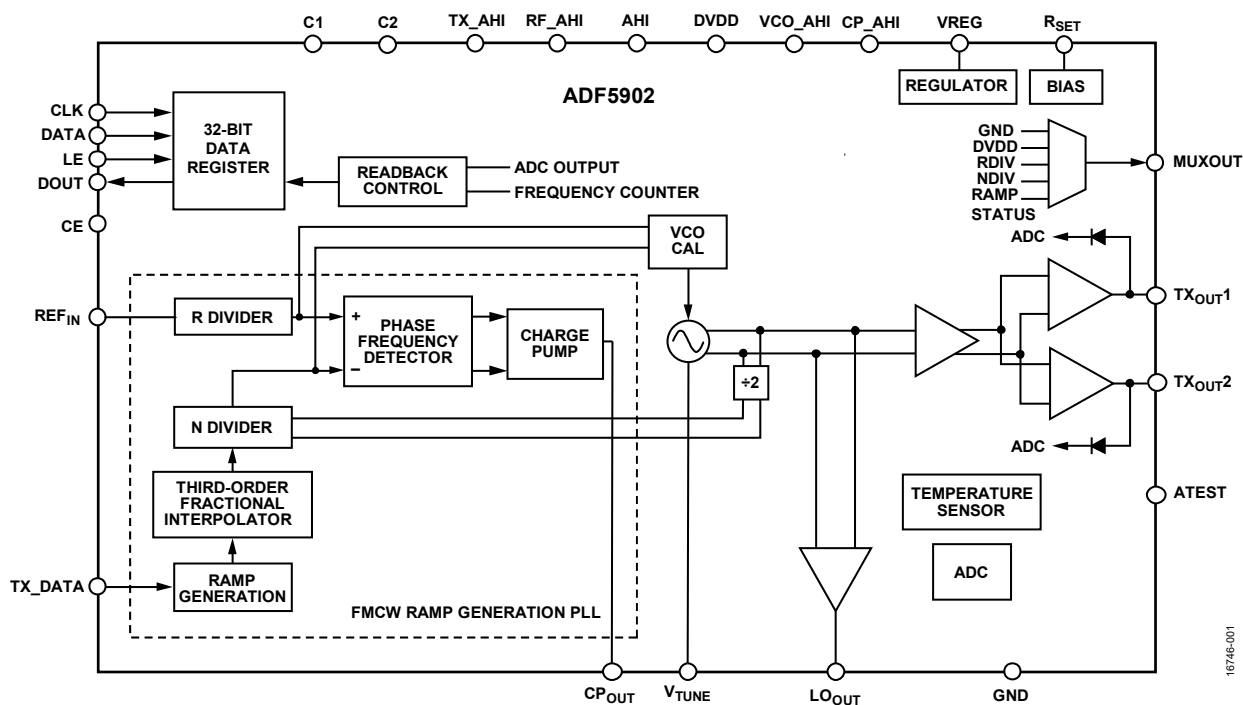 C1
C2
TX_AHI
RF_AHI
AHI
DVDD
VCO_AHI
CP_AHI
VREG
RSET
ADF5902
REGULATOR
BIAS
CLK
DATA
LE
DOUT
CE
32-BIT
DATA
REGISTER
READBACK
CONTROL
ADC OUTPUT
FREQUENCY COUNTER
GND
DVDD
RDIV
NDIV
RAMP
STATUS
MUXOUT
VCO
CAL
ADC
REFIN
R DIVIDER
+
−
PHASE
FREQUENCY
DETECTOR
CHARGE
PUMP
TXOUT1
÷2
TXOUT2
N DIVIDER
ADC
THIRD-ORDER
FRACTIONAL
INTERPOLATOR
TEMPERATURE
SENSOR
ATEST
TX_DATA
RAMP
GENERATION
ADC
FMCW RAMP GENERATION PLL
CPOUT
VTUNE
LOOUT
GND
16746-001